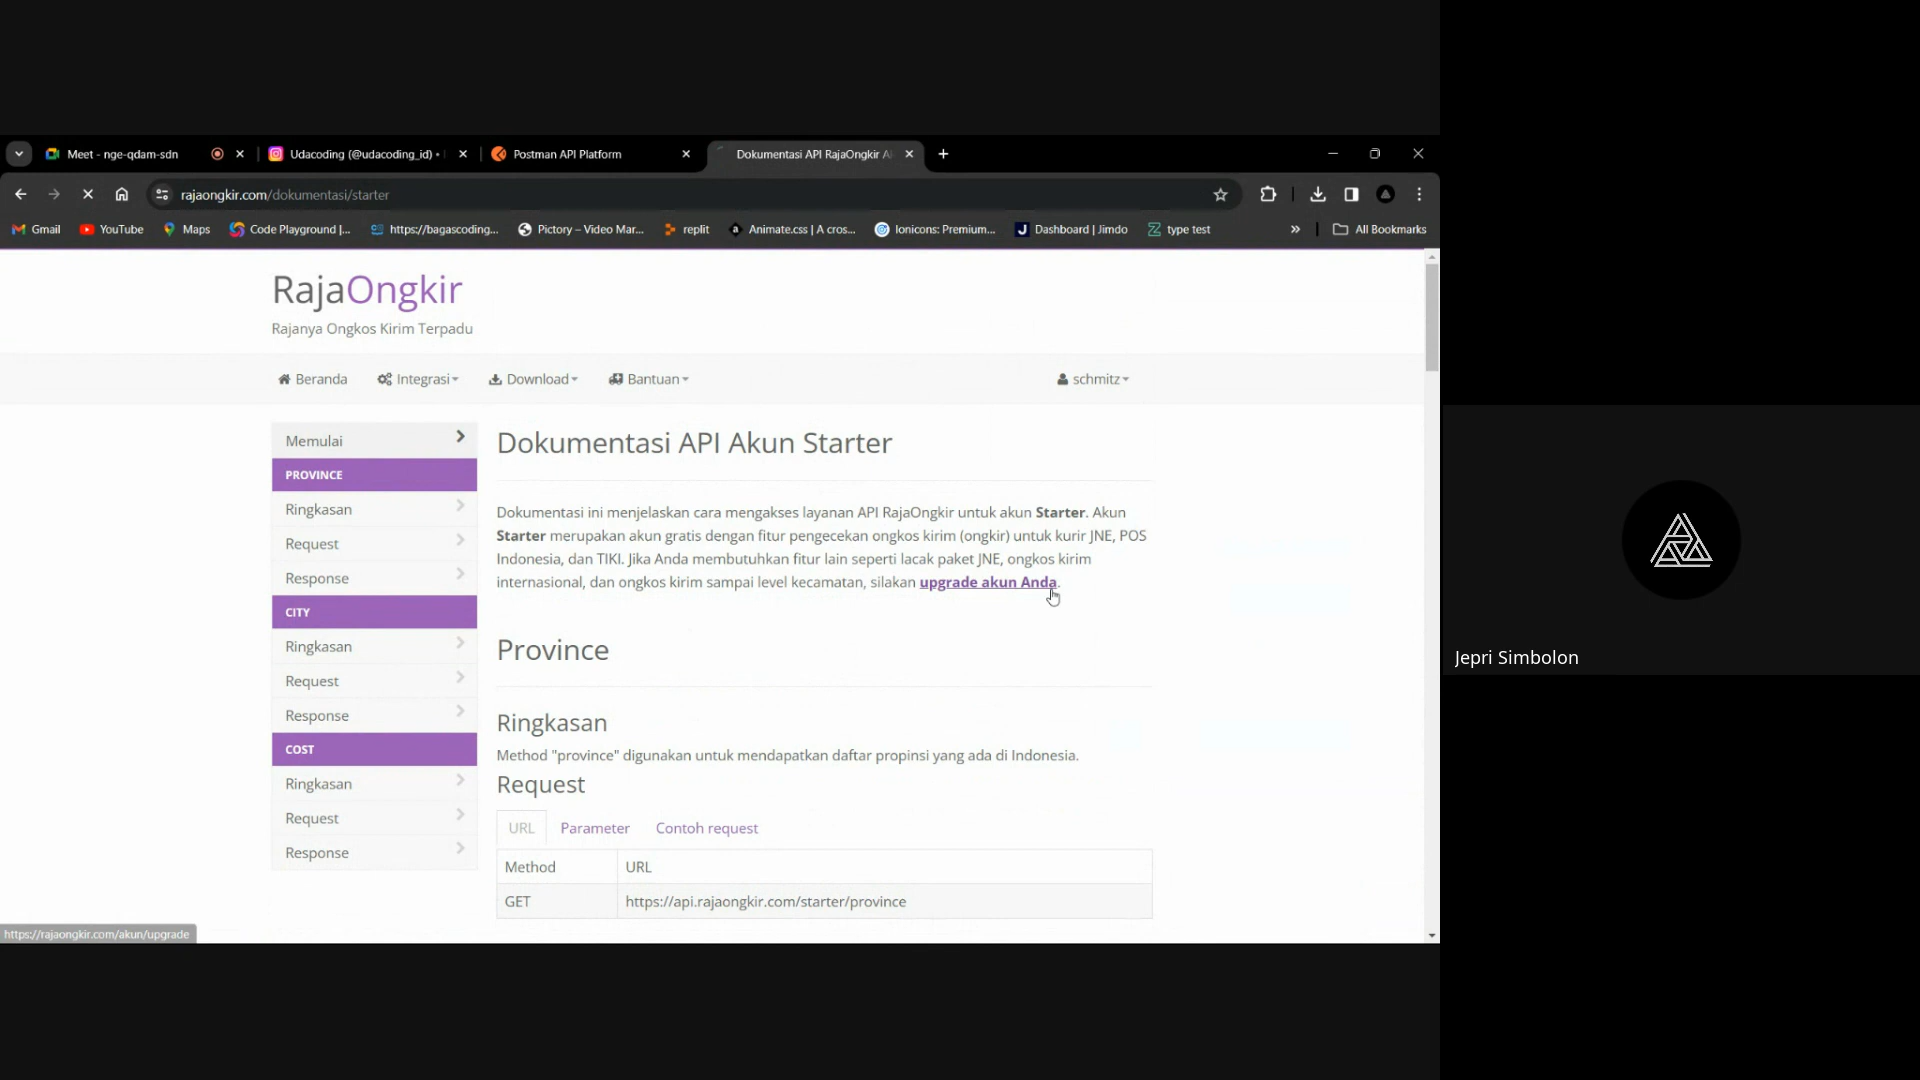 Meet - nge-qdam-sdn
Udacoding (@udacoding_id) •
Postman API Platform
Dokumentasi API RajaOngkir A
rajaongkir.com/dokumentasi/starter
Gmail
YouTube
Maps
Code Playground |...
https://bagascoding...
Pictory – Video Mar...
replit
Animate.css | A cros...
Ionicons: Premium...
Dashboard | Jimdo
type test
»
All Bookmarks
RajaOngkir
Rajanya Ongkos Kirim Terpadu
Beranda
Integrasi
Download
Bantuan
schmitz
Memulai
PROVINCE
Ringkasan
Request
Response
CITY
Ringkasan
Request
Response
COST
Ringkasan
Request
Response
Dokumentasi API Akun Starter
Dokumentasi ini menjelaskan cara mengakses layanan API RajaOngkir untuk akun Starter. Akun
Starter merupakan akun gratis dengan fitur pengecekan ongkos kirim (ongkir) untuk kurir JNE, POS
Indonesia, dan TIKI. Jika Anda membutuhkan fitur lain seperti lacak paket JNE, ongkos kirim
internasional, dan ongkos kirim sampai level kecamatan, silakan upgrade akun Anda.
Province
Ringkasan
Method "province" digunakan untuk mendapatkan daftar propinsi yang ada di Indonesia.
Request
URL
Parameter
Contoh request
Method
URL
GET
https://api.rajaongkir.com/starter/province
https://rajaongkir.com/akun/upgrade
Jepri Simbolon